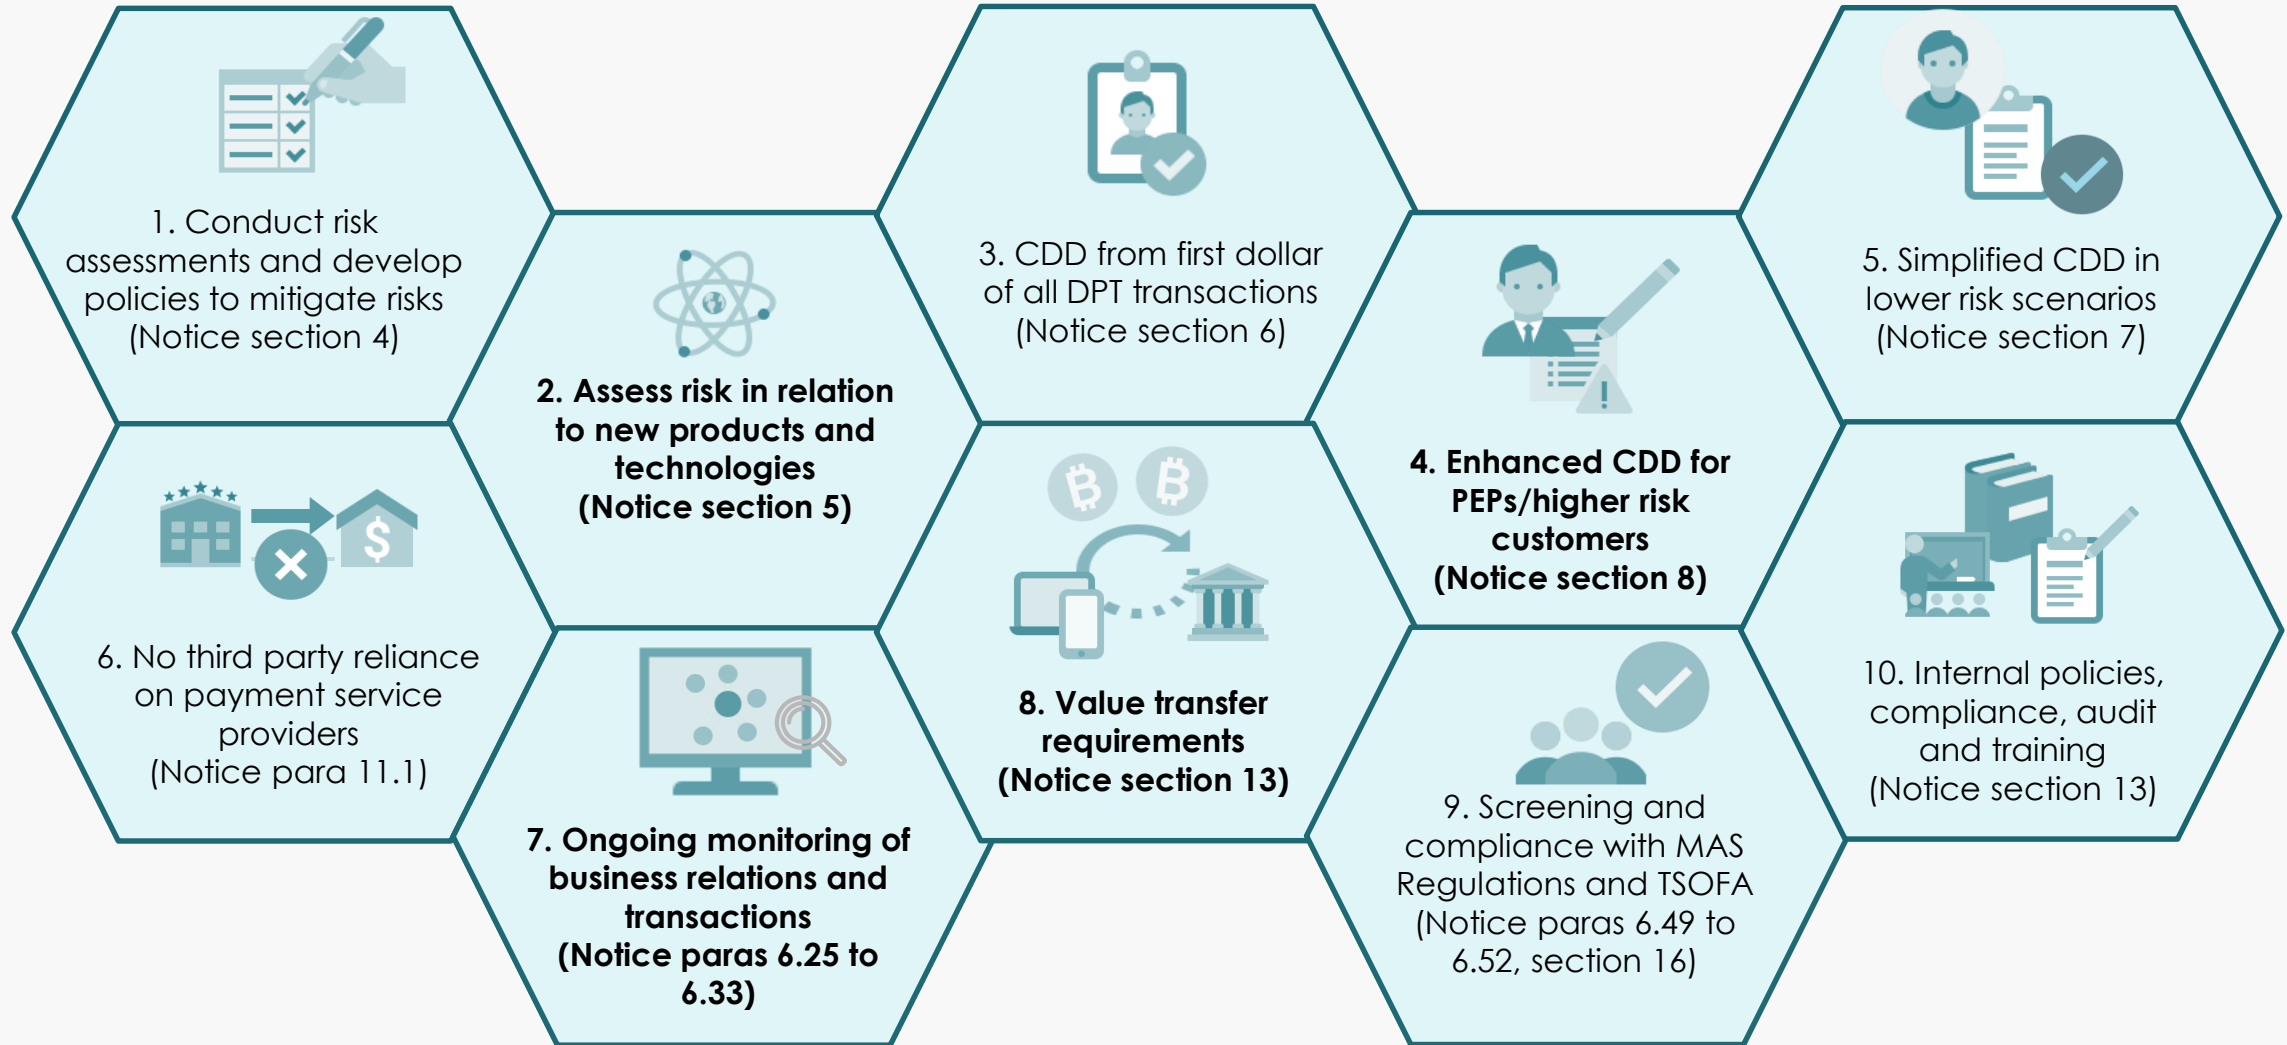 1. Conduct risk
assessments and develop
policies to mitigate risks
(Notice section 4)
2. Assess risk in relation
to new products and
technologies
(Notice section 5)
3. CDD from first dollar
of all DPT transactions
(Notice section 6)
4. Enhanced CDD for
PEPs/higher risk
customers
(Notice section 8)
5. Simplified CDD in
lower risk scenarios
(Notice section 7)
6. No third party reliance
on payment service
providers
(Notice para 11.1)
7. Ongoing monitoring of
business relations and
transactions
(Notice paras 6.25 to
6.33)
8. Value transfer
requirements
(Notice section 13)
9. Screening and
compliance with MAS
Regulations and TSOFA
(Notice paras 6.49 to
6.52, section 16)
10. Internal policies,
compliance, audit
and training
(Notice section 13)